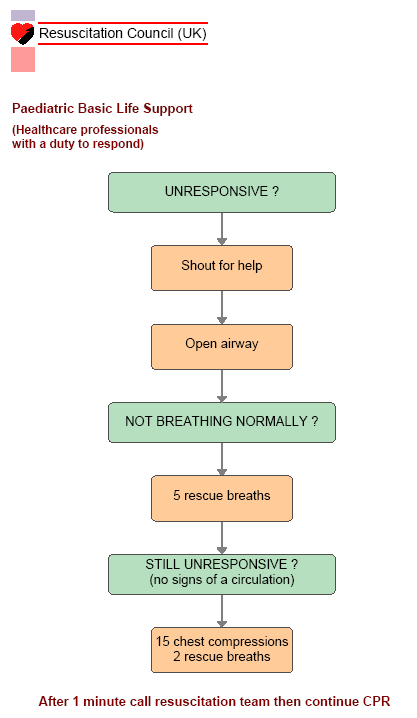 Resuscitation Council (UK)
Paediatric Basic Life Support
(Healthcare professionals
with a duty to respond)
UNRESPONSIVE ?
Shout for help
Open airway
NOT BREATHING NORMALLY ?
5 rescue breaths
STILL UNRESPONSIVE ?
(no signs of a circulation)
15 chest compressions
2 rescue breaths
After 1 minute call resuscitation team then continue CPR